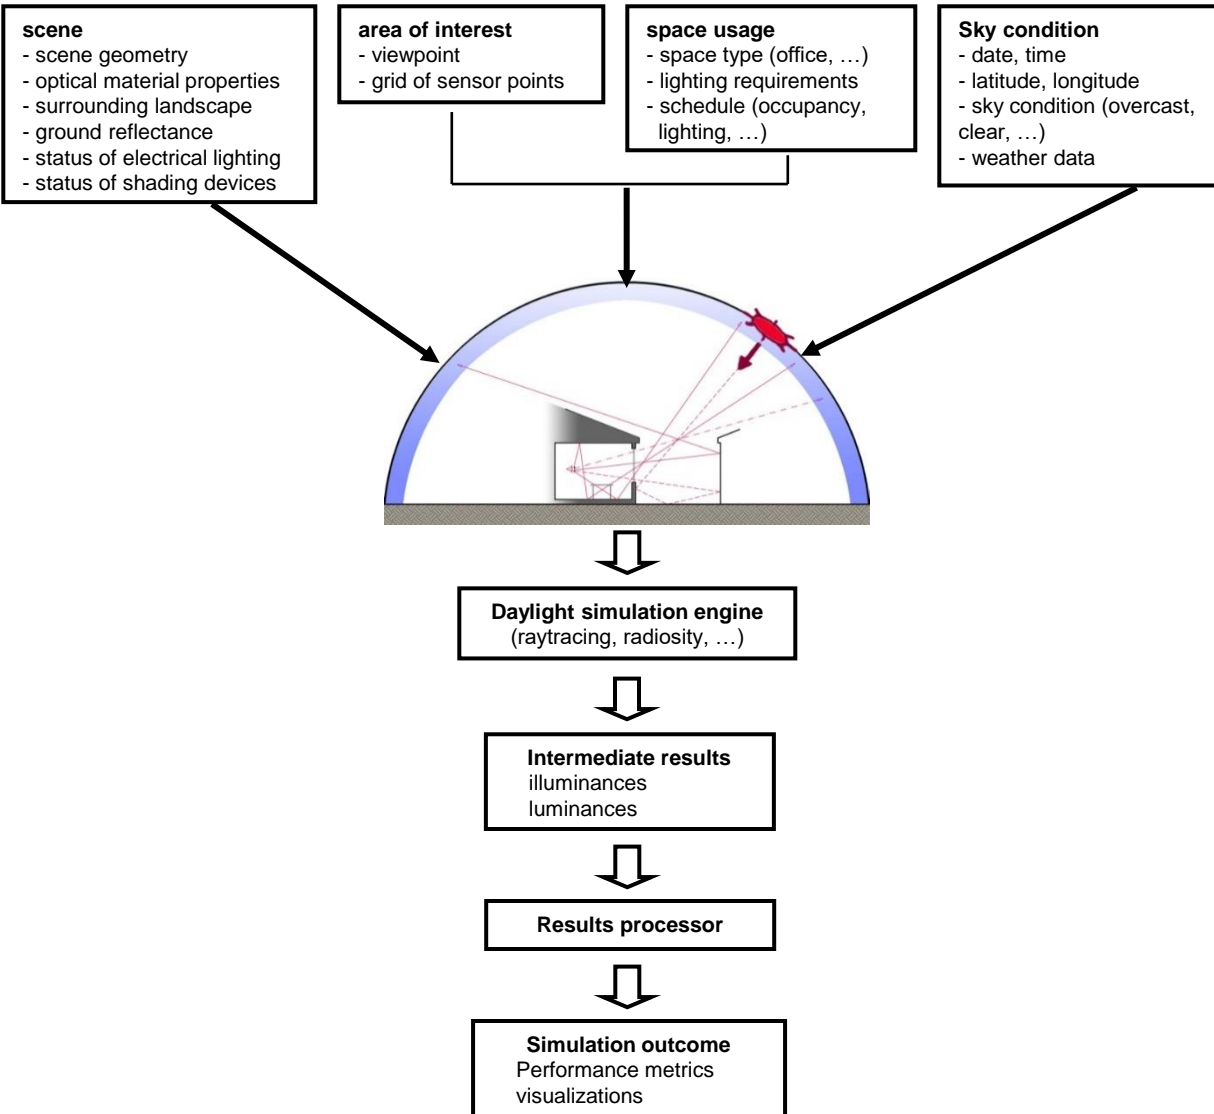 scene
- scene geometry
- optical material properties
- surrounding landscape
- ground reflectance
- status of electrical lighting
- status of shading devices
area of interest
- viewpoint
- grid of sensor points
space usage
- space type (office, …)
- lighting requirements
- schedule (occupancy,
lighting, …)
Sky condition
- date, time
- latitude, longitude
- sky condition (overcast,
clear, …)
- weather data
Daylight simulation engine
(raytracing, radiosity, …)
Intermediate results
illuminances
luminances
Results processor
Simulation outcome
Performance metrics
visualizations